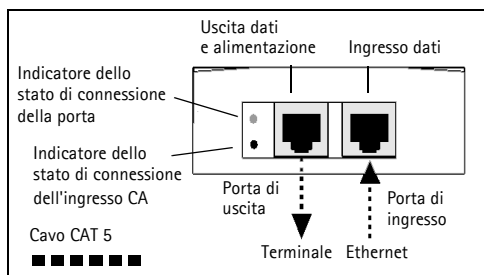 Uscita dati
e alimentazione
Ingresso dati
Indicatore dello
stato di connessione
della porta
Indicatore dello
stato di connessione
dell'ingresso CA
Porta di
uscita
Porta di
ingresso
Cavo CAT 5
Terminale
Ethernet